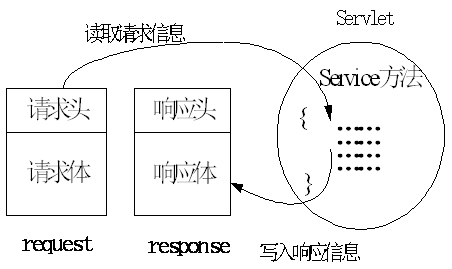 Servlet
读取请求信息
Service方法
请求头
响应头
{
请求体
响应体
}
request
response
写入响应信息